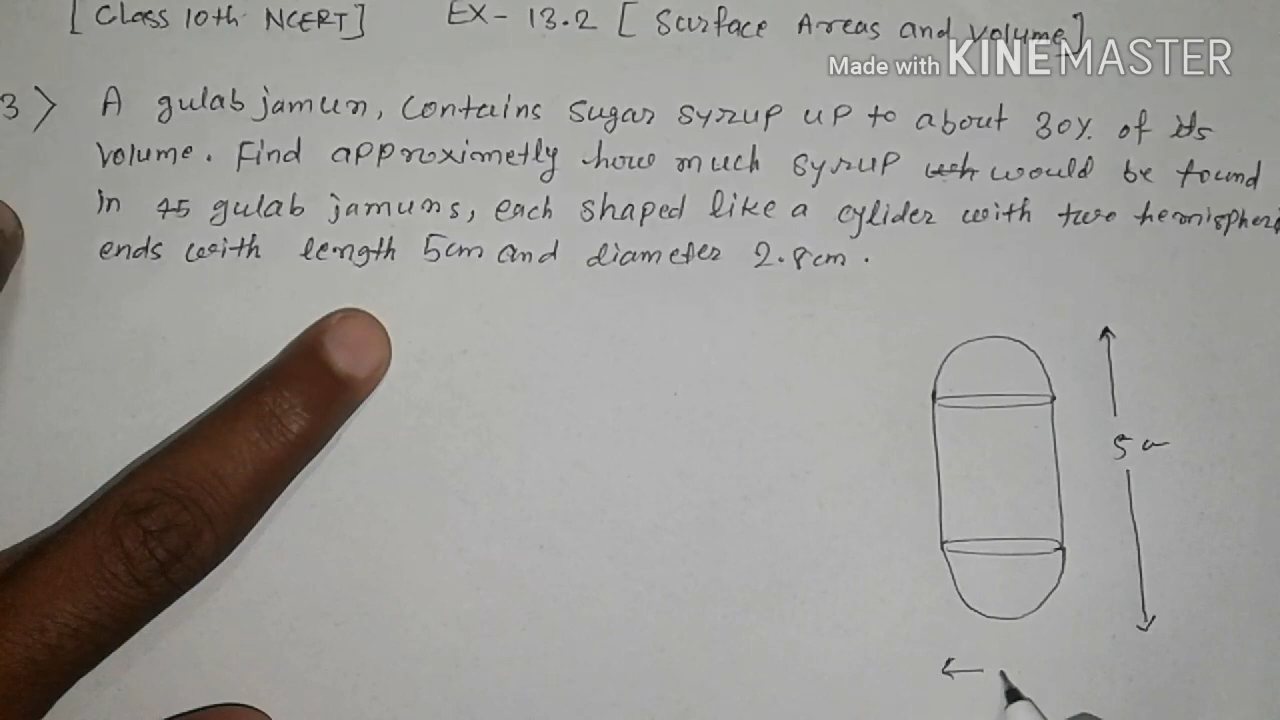 [Class 10th NCERT] EX-13.2 [Surface Areas and volume]
Made with KINEMASTER
3> A gulab jamun, contains sugar syrup up to about 30% of its
volume. Find approximetly how much syrup would be found
in 45 gulab jamuns, each shaped like a cylider with two hemispheri
ends with length 5cm and diameter 2.8cm.
5 c